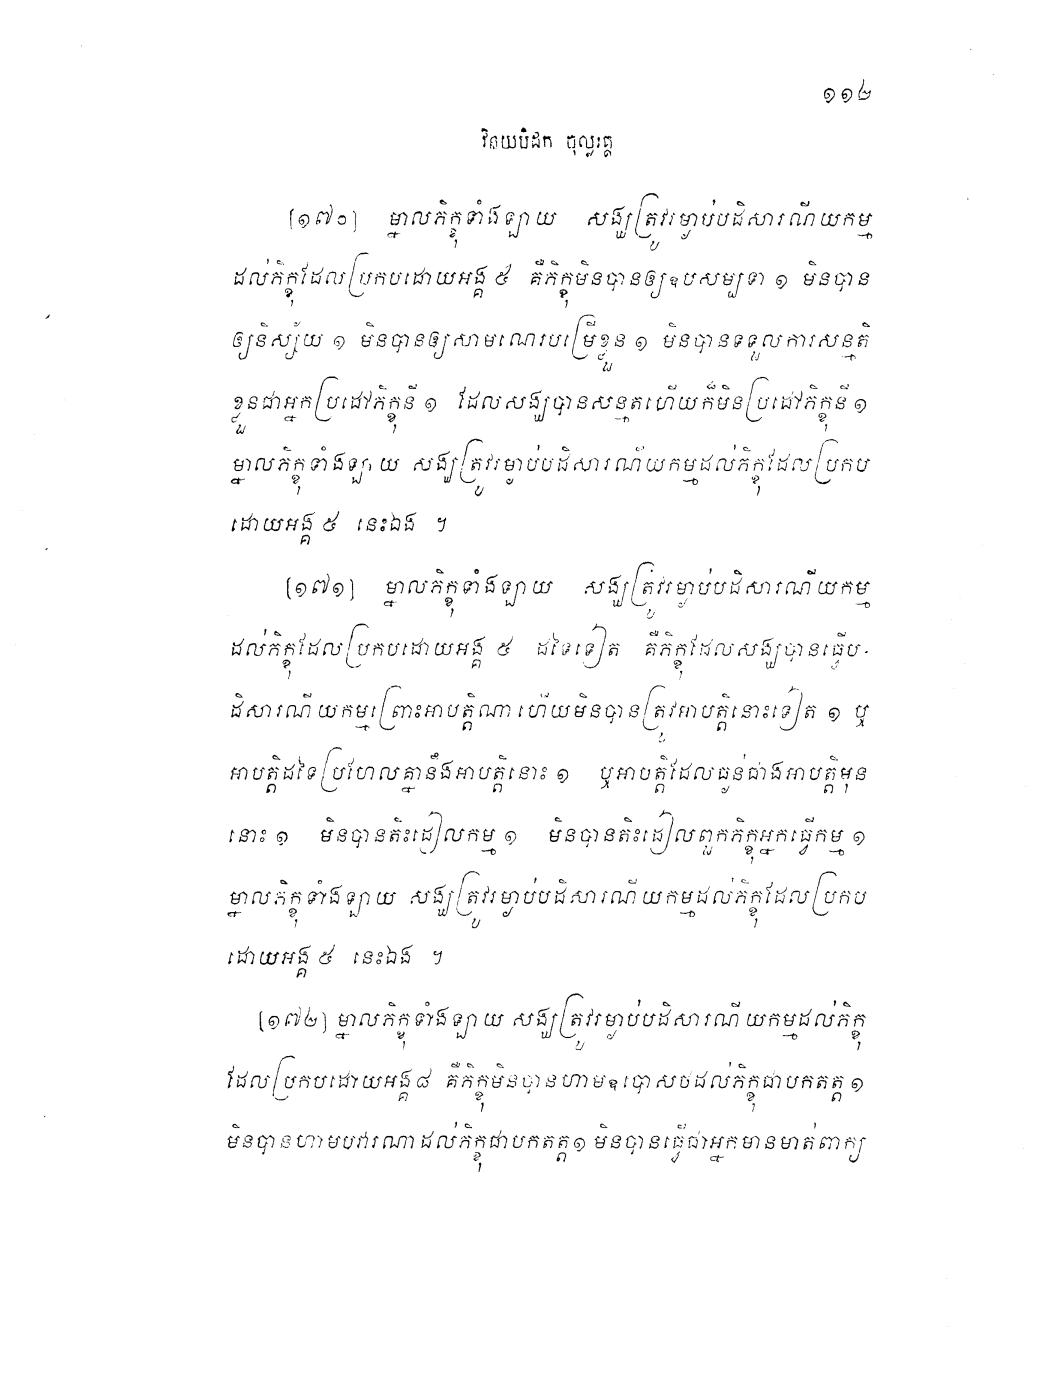 ១១២
វិនយបិដក ចុល្លវគ្គ
[១៧០] ម្នាលភិក្ខុទាំងឡាយ សង្ឃត្រូវរម្ងាប់បដិសារណីយកម្ម
ដល់ភិក្ខុដែលប្រកបដោយអង្គ ៥ គឺភិក្ខុមិនបានឲ្យឧបសម្បទា ១ មិនបាន
ឲ្យនិស្ស័យ ១ មិនបានឲ្យសាមណេរបម្រើខ្លួន ១ មិនបានទទួលការសន្មតិ
ខ្លួនជាអ្នកប្រដៅភិក្ខុនី ១ ដែលសង្ឃបានសន្មតហើយក៏មិនប្រដៅភិក្ខុនី ១
ម្នាលភិក្ខុទាំងឡាយ សង្ឃត្រូវរម្ងាប់បដិសារណីយកម្មដល់ភិក្ខុដែលប្រកប
ដោយអង្គ ៥ នេះឯង ។
[១៧១] ម្នាលភិក្ខុទាំងឡាយ សង្ឃត្រូវរម្ងាប់បដិសារណីយកម្ម
ដល់ភិក្ខុដែលប្រកបដោយអង្គ ៥ ដទៃទៀត គឺភិក្ខុដែលសង្ឃបានធ្វើប-
ដិសារណីយកម្មព្រោះអាបត្តិណា ហើយមិនបានត្រូវអាបត្តិនោះទៀត ១ ឬ
អាបត្តិដទៃប្រហែលគ្នានឹងអាបត្តិនោះ ១ ឬអាបត្តិដែលធ្ងន់ជាងអាបត្តិមុន
នោះ ១ មិនបានតិះដៀលកម្ម ១ មិនបានតិះដៀលពួកភិក្ខុអ្នកធ្វើកម្ម ១
ម្នាលភិក្ខុទាំងឡាយ សង្ឃត្រូវរម្ងាប់បដិសារណីយកម្មដល់ភិក្ខុដែលប្រកប
ដោយអង្គ ៥ នេះឯង ។
[១៧២] ម្នាលភិក្ខុទាំងឡាយ សង្ឃត្រូវរម្ងាប់បដិសារណីយកម្មដល់ភិក្ខុ
ដែលប្រកបដោយអង្គ ៨ គឺភិក្ខុមិនបានហាមឧបោសថដល់ភិក្ខុជាបកតត្ត ១
មិនបានហាមបវារណាដល់ភិក្ខុជាបកតត្ត ១ មិនបានធ្វើជាអ្នកមានមាត់ពាក្យ